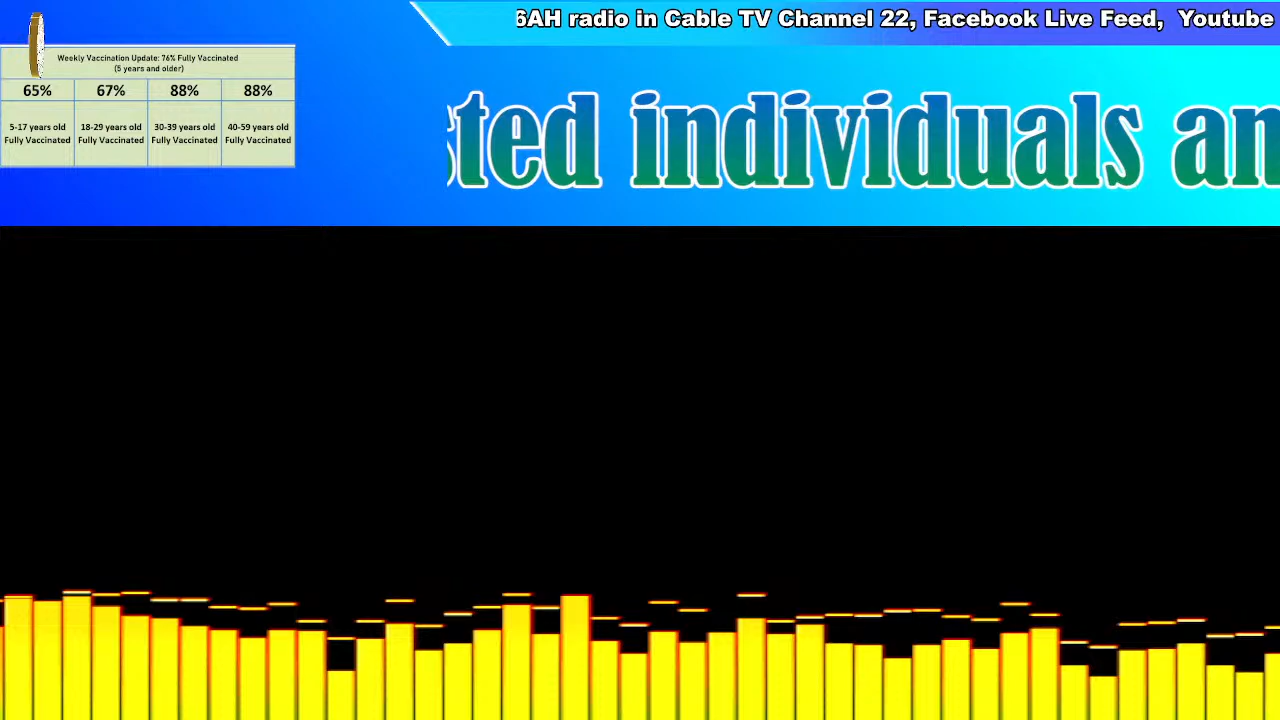 6AH radio in Cable TV Channel 22, Facebook Live Feed, Youtube
Weekly Vaccination Update: 76% Fully Vaccinated
(5 years and older)
65% 67% 88% 88%
5-17 years old 18-29 years old 30-39 years old 40-59 years old
Fully Vaccinated Fully Vaccinated Fully Vaccinated Fully Vaccinated
ted individuals an